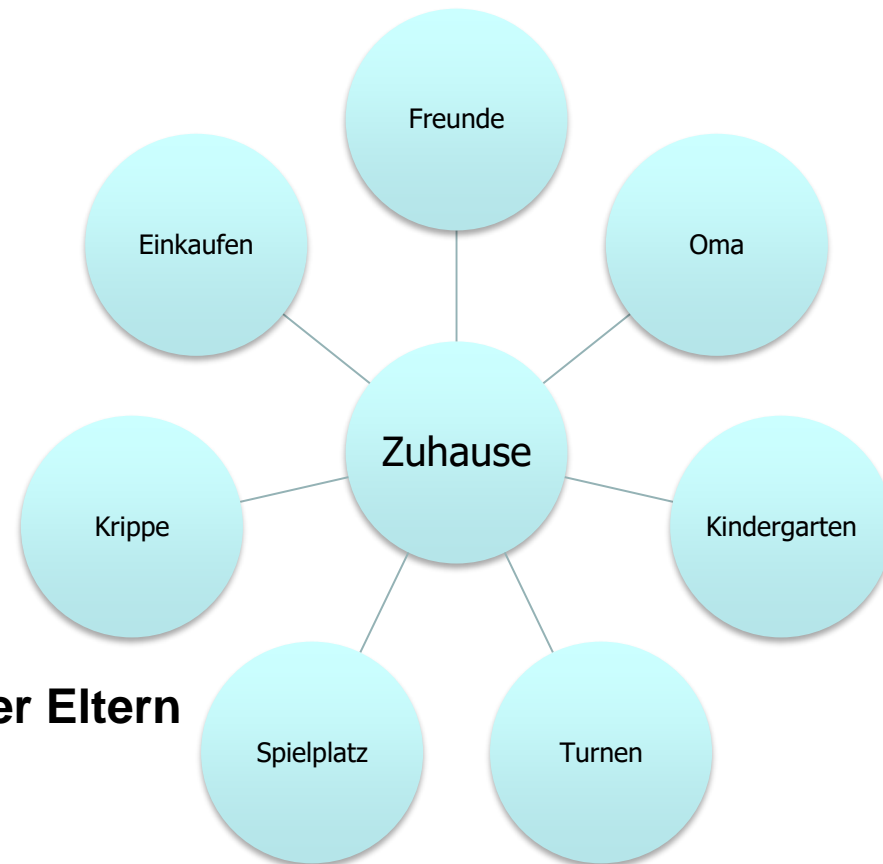 Freunde
Einkaufen
Oma
Zuhause
Krippe
Kindergarten
er Eltern
Spielplatz
Turnen